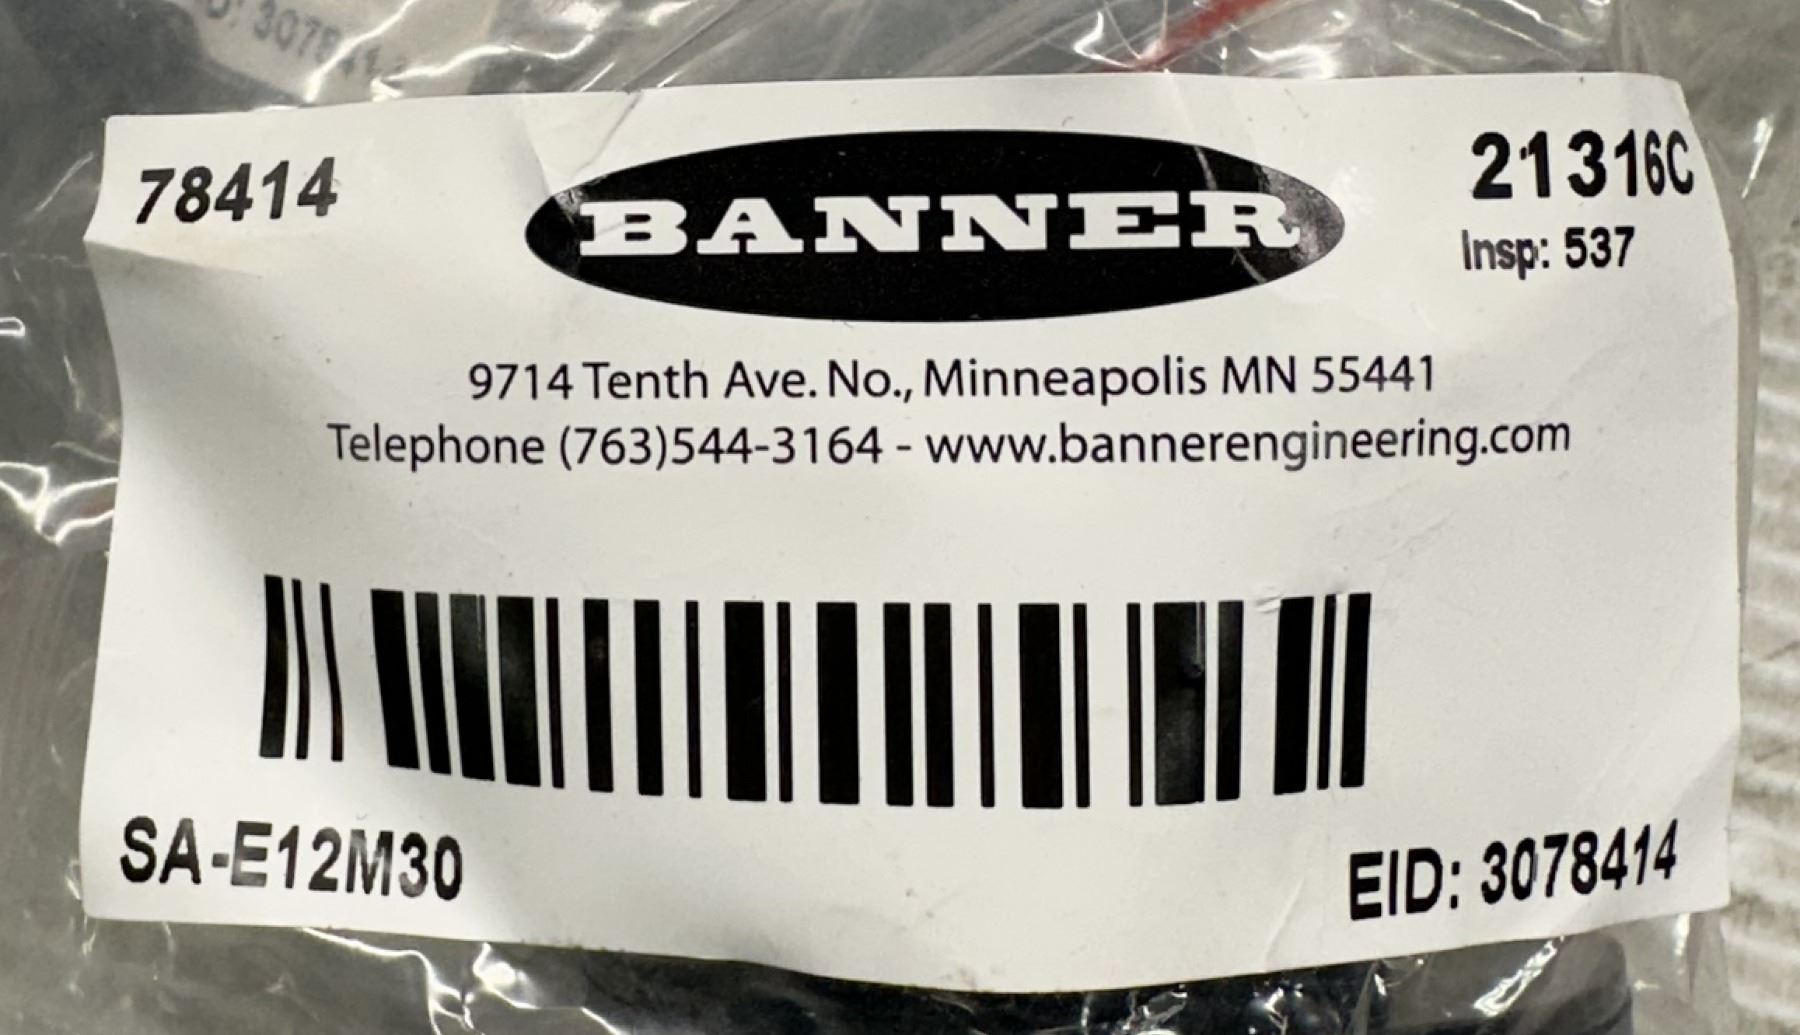 D: 3078414
78414
BANNER
21316C
Insp: 537
9714 Tenth Ave. No., Minneapolis MN 55441
Telephone (763)544-3164 - www.bannerengineering.com
SA-E12M30
EID: 3078414